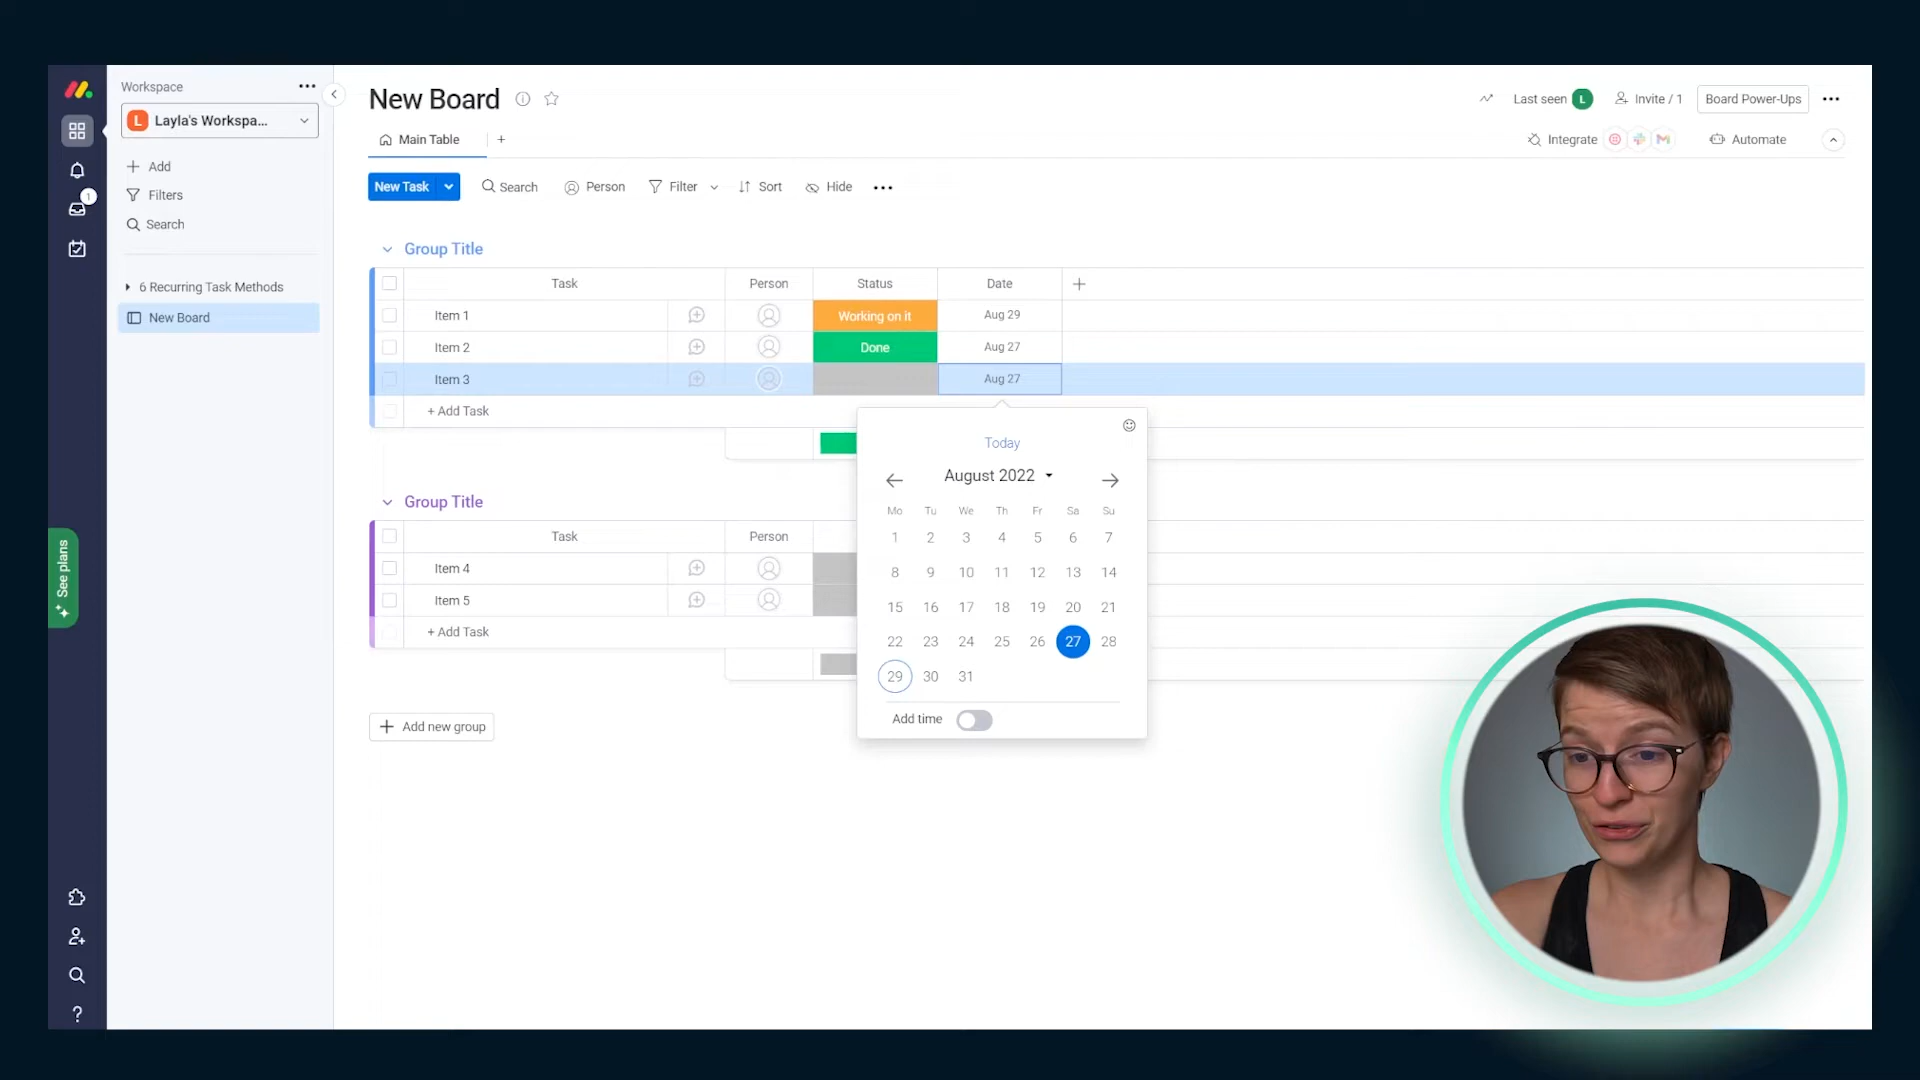 Workspace
L Layla's Workspa...
Add
Filters
Search
6 Recurring Task Methods
New Board
1
See plans
?
New Board
Last seen L
Invite / 1
Board Power-Ups
Main Table
+
Integrate
Automate
New Task
Search
Person
Filter
Sort
Hide
Group Title
Task Person Status Date +
Item 1 Working on it Aug 29
Item 2 Done Aug 27
Item 3 Aug 27
+ Add Task
Group Title
Task Person
Item 4
Item 5
+ Add Task
+ Add new group
Today
August 2022
Mo Tu We Th Fr Sa Su
1 2 3 4 5 6 7
8 9 10 11 12 13 14
15 16 17 18 19 20 21
22 23 24 25 26 27 28
29 30 31
Add time